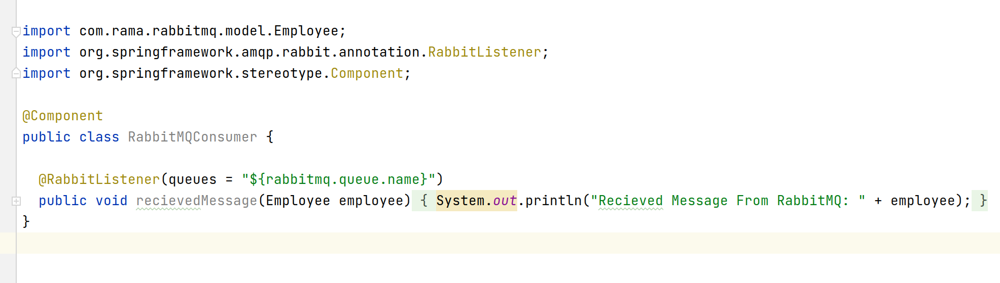 import com.rama.rabbitmq.model.Employee;
import org.springframework.amqp.rabbit.annotation.RabbitListener;
import org.springframework.stereotype.Component;
@Component
public class RabbitMQConsumer {
@RabbitListener(queues = "${rabbitmq.queue.name}")
public void recievedMessage(Employee employee) { System.out.println("Recieved Message From RabbitMQ: " + employee); }
}